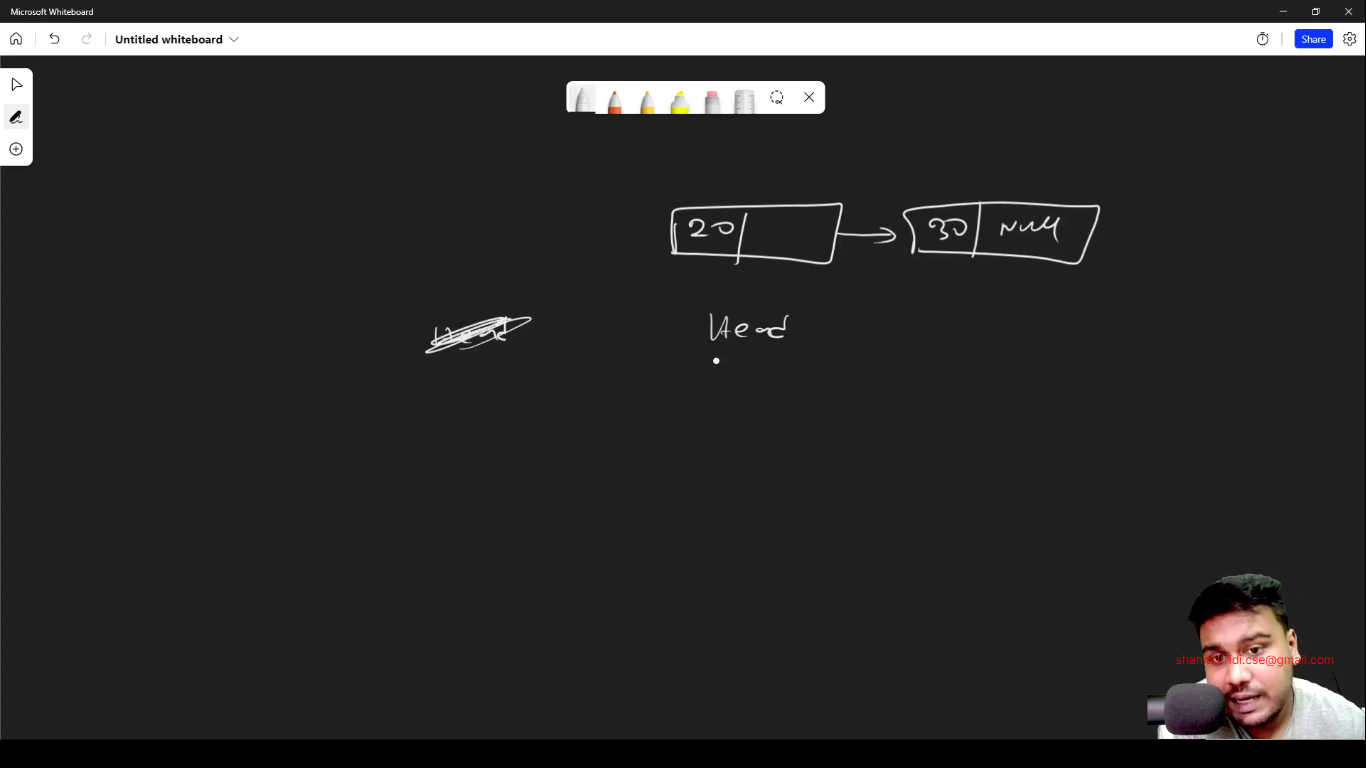 Microsoft Whiteboard
Untitled whiteboard
Share
20
30 Null
Head